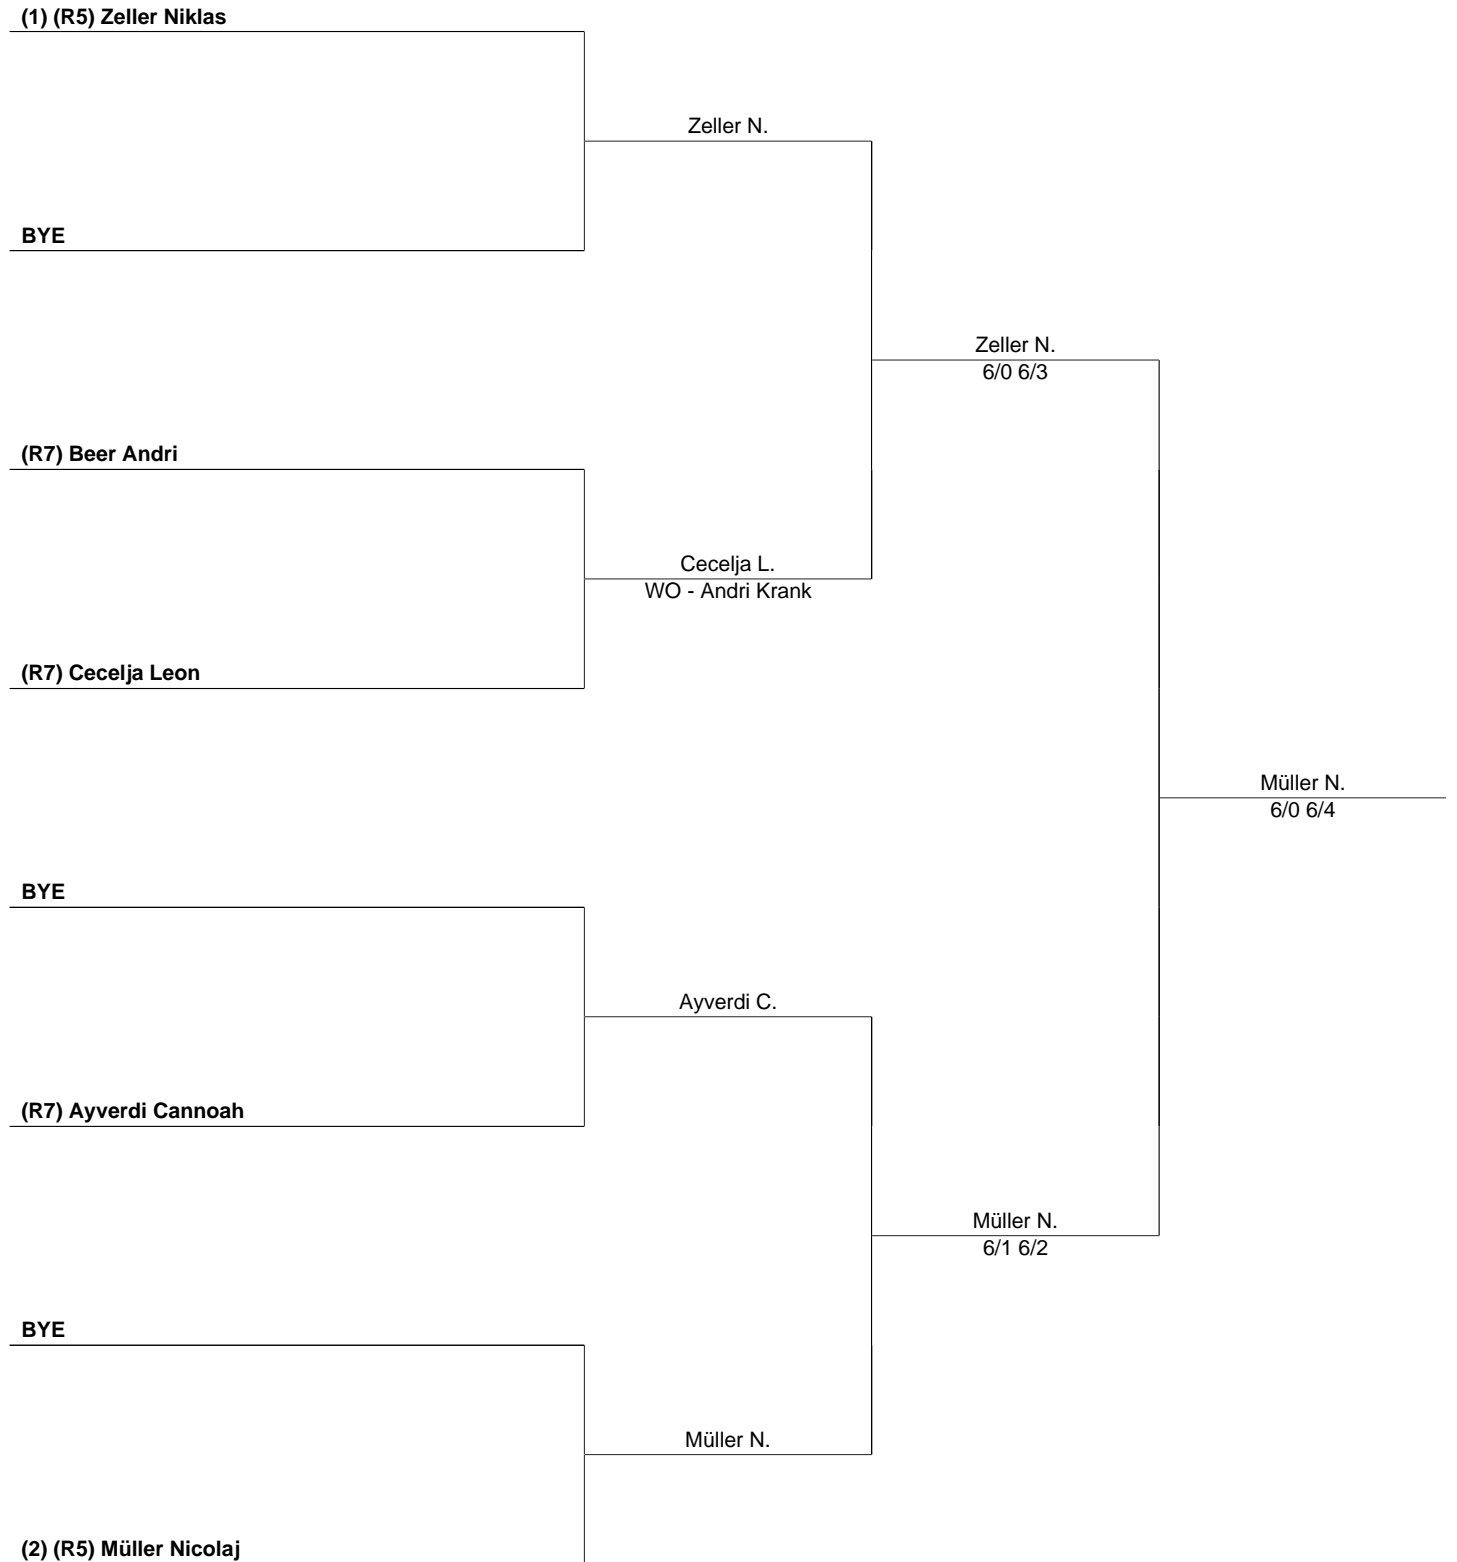 (1) (R5) Zeller Niklas
Zeller N.
BYE
Zeller N.
6/0 6/3
(R7) Beer Andri
Cecelja L.
WO - Andri Krank
(R7) Cecelja Leon
Müller N.
6/0 6/4
BYE
Ayverdi C.
(R7) Ayverdi Cannoah
Müller N.
6/1 6/2
BYE
Müller N.
(2) (R5) Müller Nicolaj